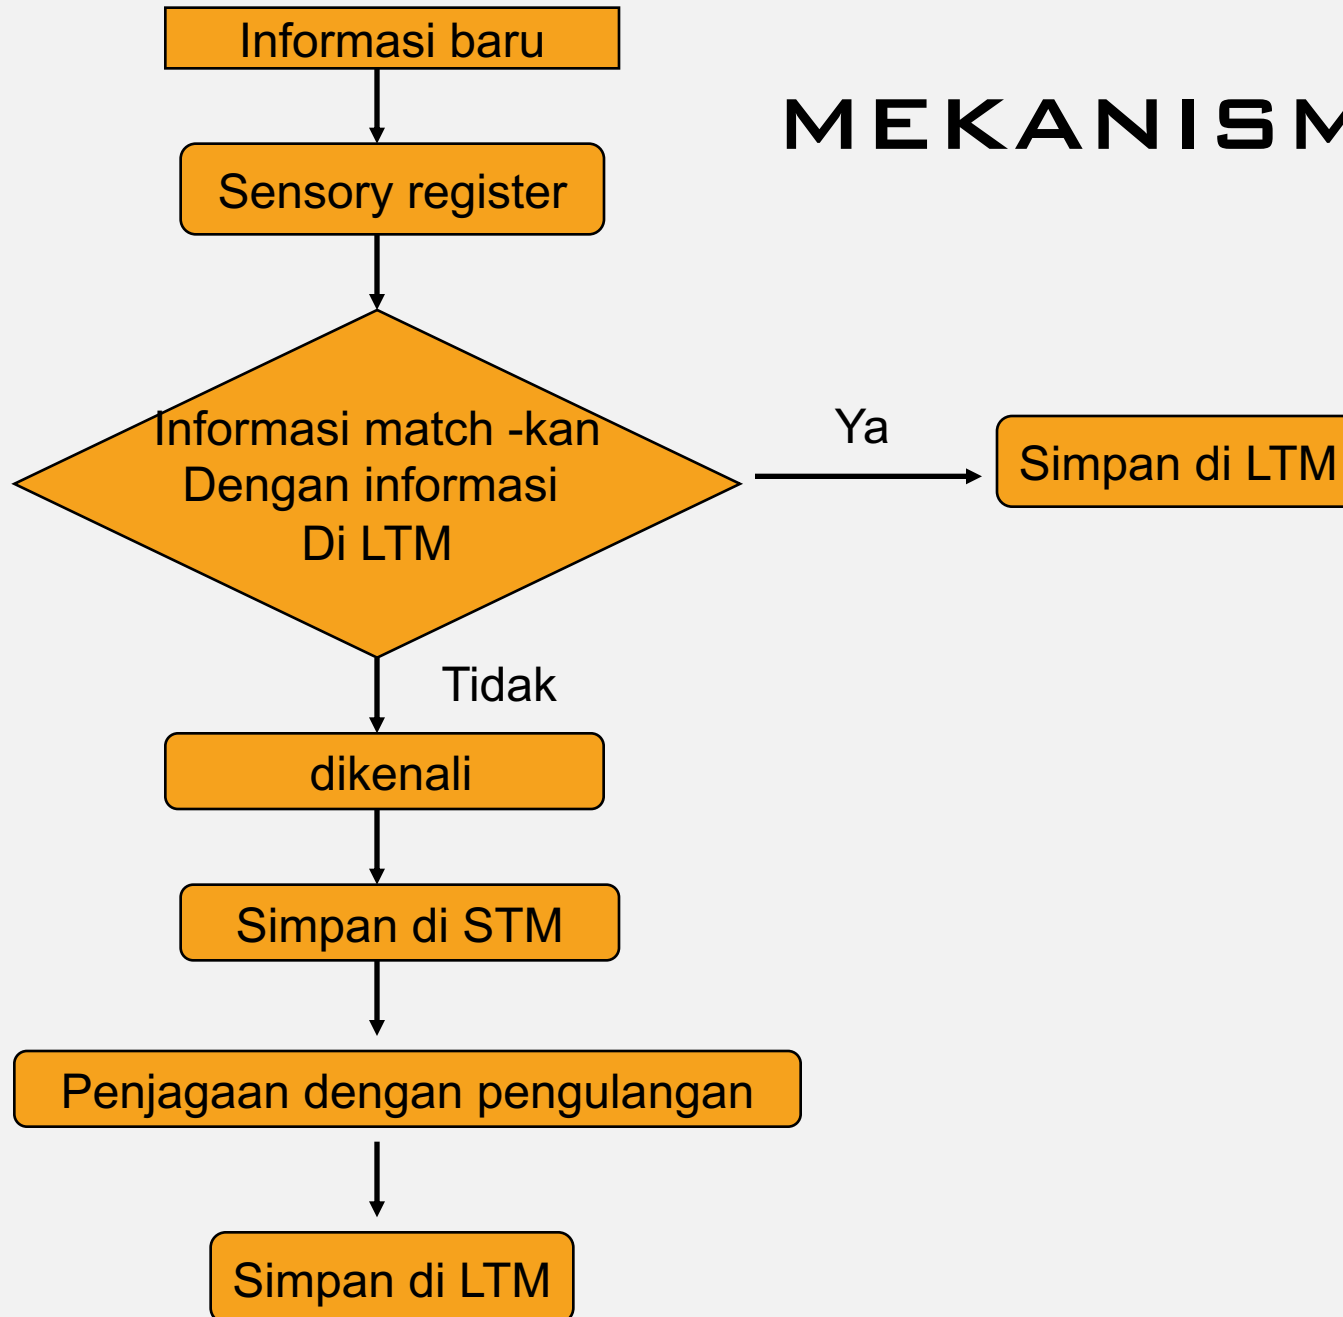 Informasi baru
MEKANISM
Sensory register
Informasi match -kan
Dengan informasi
Di LTM
Ya
Simpan di LTM
Tidak
dikenali
Simpan di STM
Penjagaan dengan pengulangan
Simpan di LTM